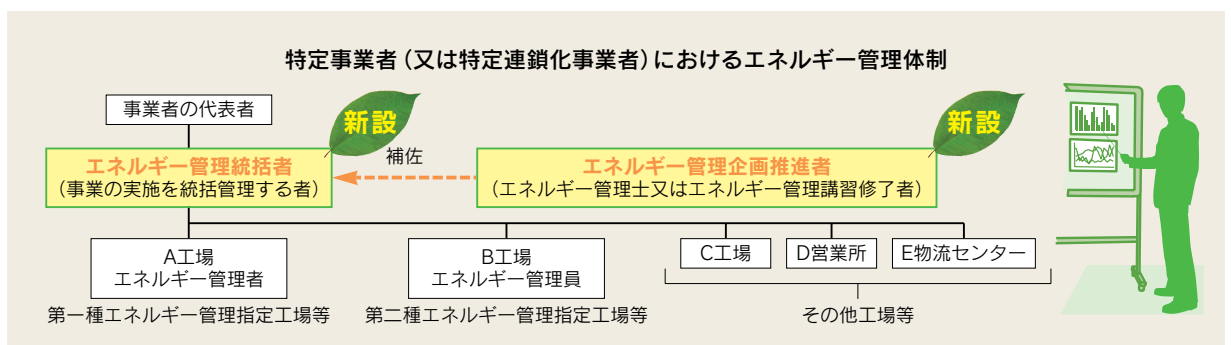 特定事業者（又は特定連鎖化事業者）におけるエネルギー管理体制
事業者の代表者
新設
新設
エネルギー管理統括者
（事業の実施を統括管理する者）
補佐
エネルギー管理企画推進者
（エネルギー管理士又はエネルギー管理講習修了者）
A工場
エネルギー管理者
B工場
エネルギー管理員
C工場
D営業所
E物流センター
第一種エネルギー管理指定工場等
第二種エネルギー管理指定工場等
その他工場等